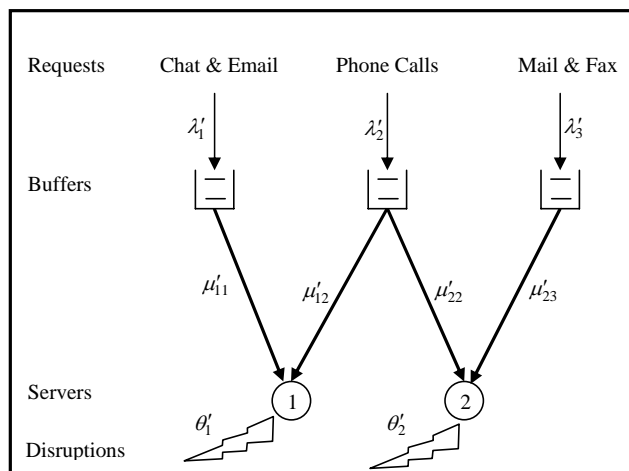 Requests Chat & Email Phone Calls Mail & Fax
λ′₁ λ′₂ λ′₃
Buffers
μ′₁₁ μ′₁₂ μ′₂₂ μ′₂₃
Servers 1 2
θ′₁ θ′₂
Disruptions